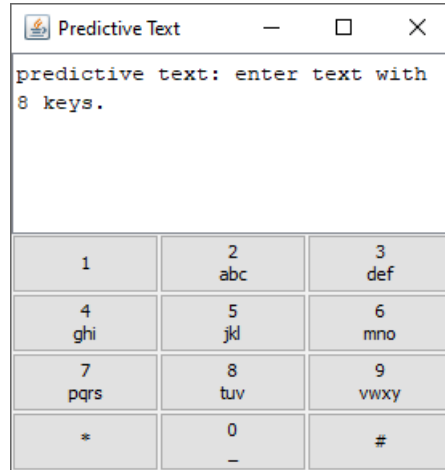 Predictive Text
predictive text: enter text with
8 keys.
1
2
abc
3
def
4
ghi
5
jkl
6
mno
7
pqrs
8
tuv
9
vwxy
*
0
_
#